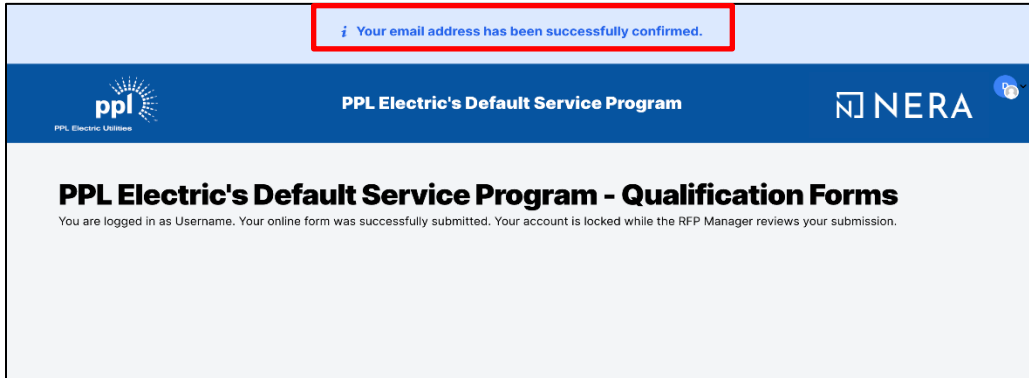 i Your email address has been successfully confirmed.
ppl
PPL Electric Utilities
PPL Electric's Default Service Program
NERA
PPL Electric's Default Service Program - Qualification Forms
You are logged in as Username. Your online form was successfully submitted. Your account is locked while the RFP Manager reviews your submission.